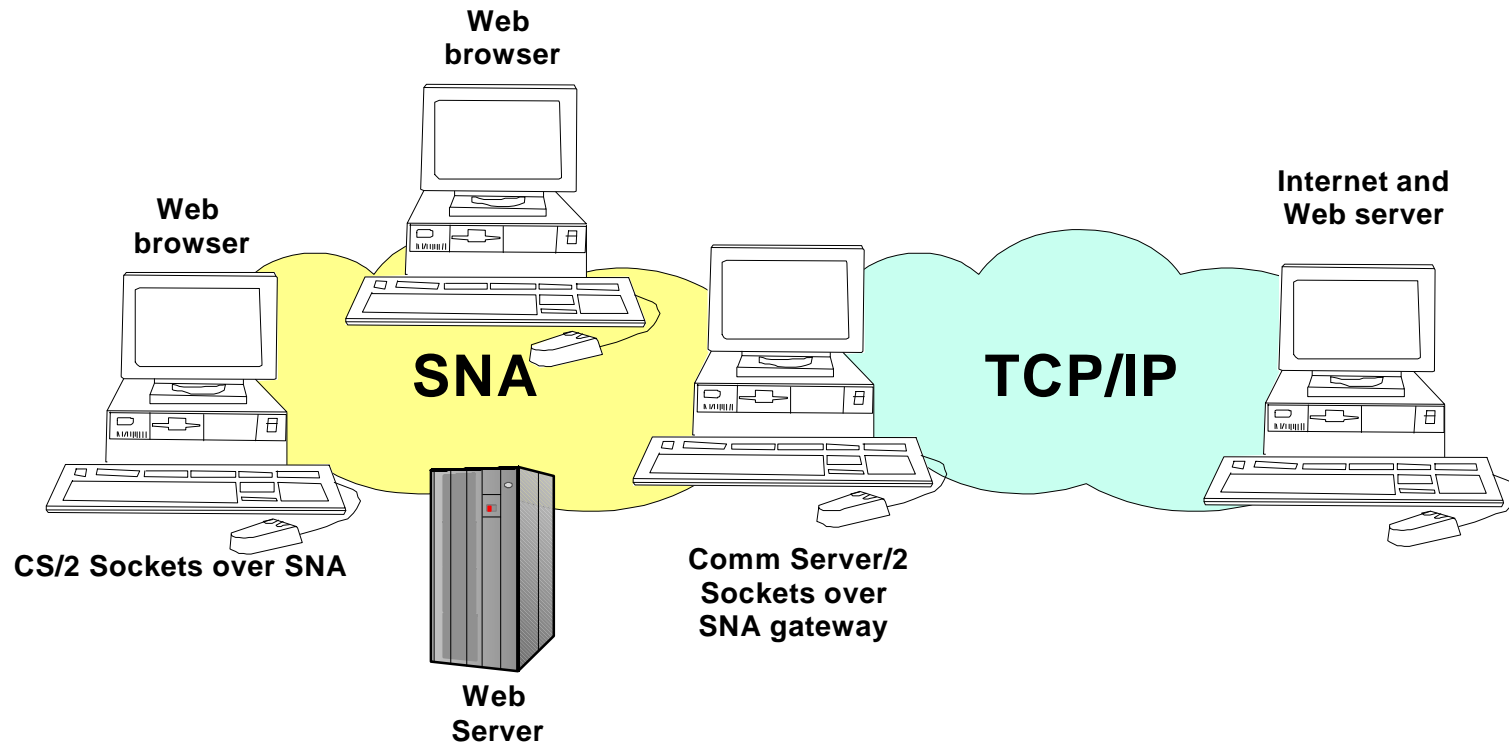 Web
browser
Web
browser
Internet and
Web server
SNA
TCP/IP
CS/2 Sockets over SNA
Comm Server/2
Sockets over
SNA gateway
Web
Server